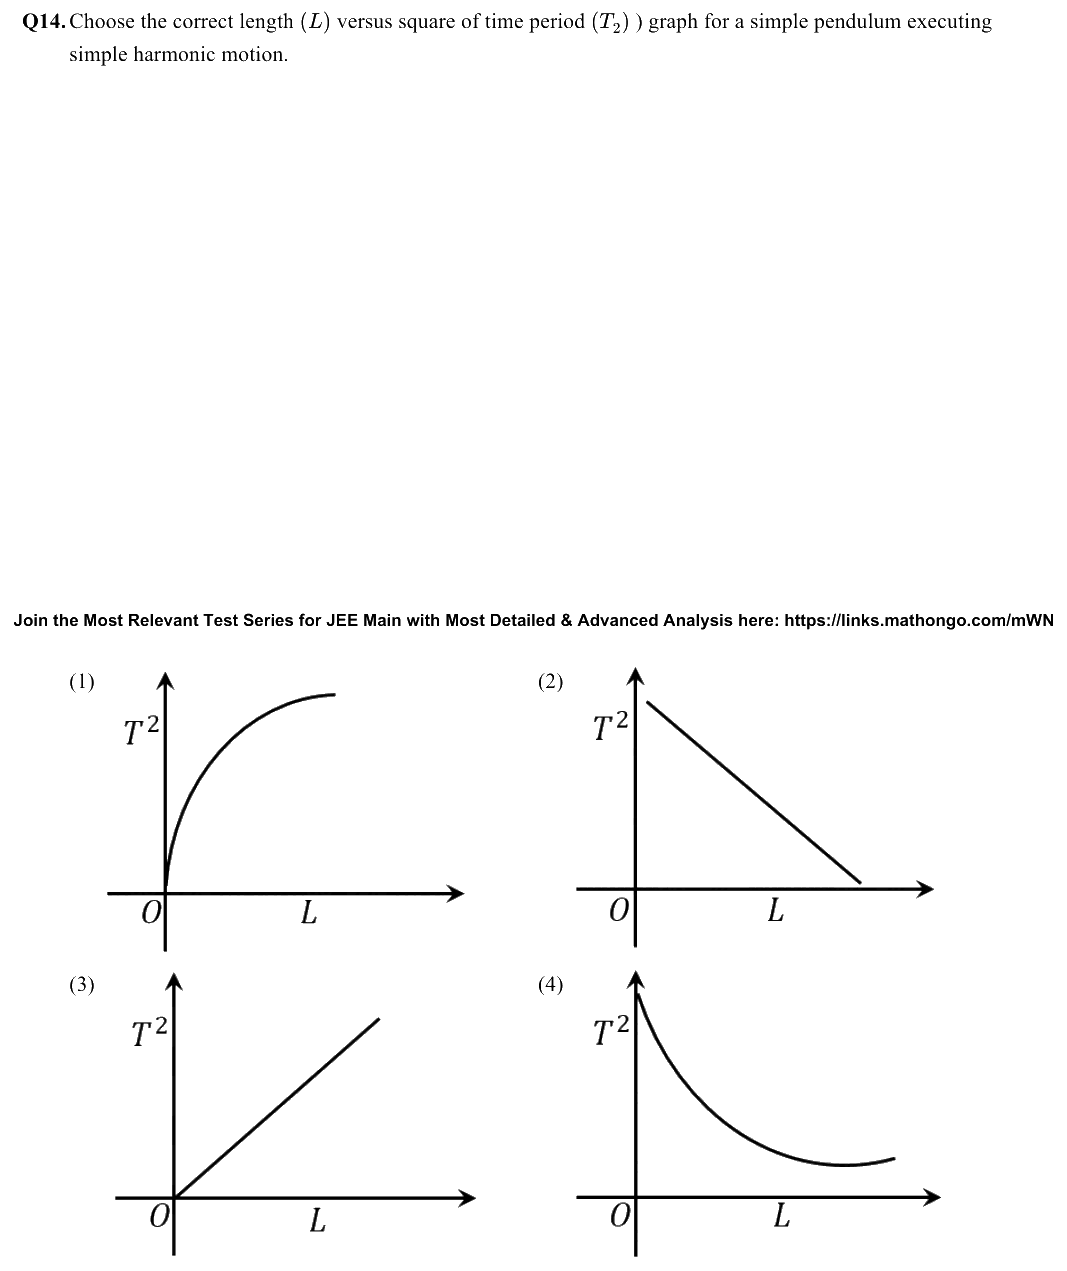 Q14. Choose the correct length (L) versus square of time period (T₂) ) graph for a simple pendulum executing
simple harmonic motion.
Join the Most Relevant Test Series for JEE Main with Most Detailed & Advanced Analysis here: https://links.mathongo.com/mWN
(1)
T²
O
L
(2)
T²
O
L
(3)
T²
O
L
(4)
T²
O
L